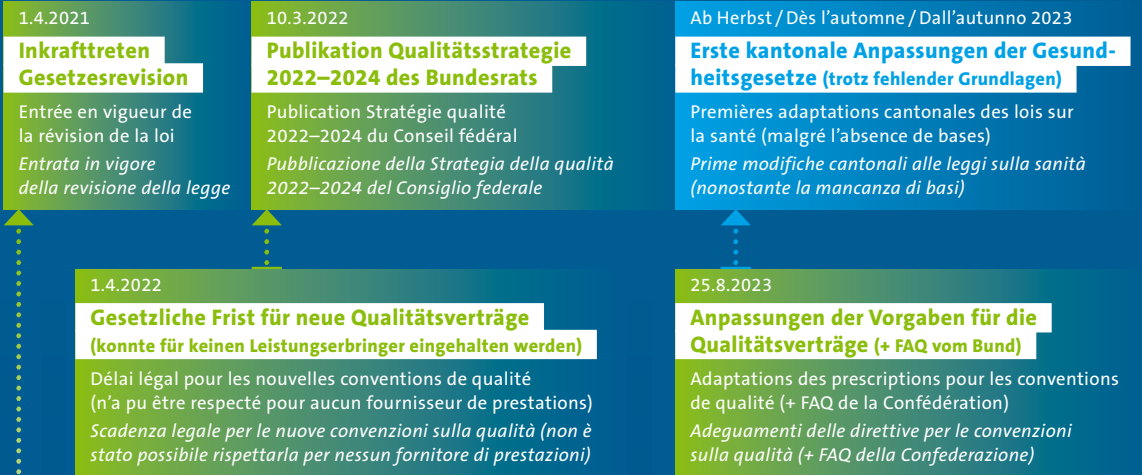 1.4.2021
Inkrafttreten
Gesetzesrevision
Entrée en vigueur de
la révision de la loi
Entrata in vigore
della revisione della legge
10.3.2022
Publikation Qualitätsstrategie
2022–2024 des Bundesrats
Publication Stratégie qualité
2022–2024 du Conseil fédéral
Pubblicazione della Strategia della qualità
2022–2024 del Consiglio federale
Ab Herbst / Dès l’automne / Dall’autunno 2023
Erste kantonale Anpassungen der Gesund-
heitsgesetze (trotz fehlender Grundlagen)
Premières adaptations cantonales des lois sur
la santé (malgré l’absence de bases)
Prime modifiche cantonali alle leggi sulla sanità
(nonostante la mancanza di basi)
1.4.2022
Gesetzliche Frist für neue Qualitätsverträge
(konnte für keinen Leistungserbringer eingehalten werden)
Délai légal pour les nouvelles conventions de qualité
(n’a pu être respecté pour aucun fournisseur de prestations)
Scadenza legale per le nuove convenzioni sulla qualità (non è
stato possibile rispettarla per nessun fornitore di prestazioni)
25.8.2023
Anpassungen der Vorgaben für die
Qualitätsverträge (+ FAQ vom Bund)
Adaptations des prescriptions pour les conventions
de qualité (+ FAQ de la Confédération)
Adeguamenti delle direttive per le convenzioni
sulla qualità (+ FAQ della Confederazione)